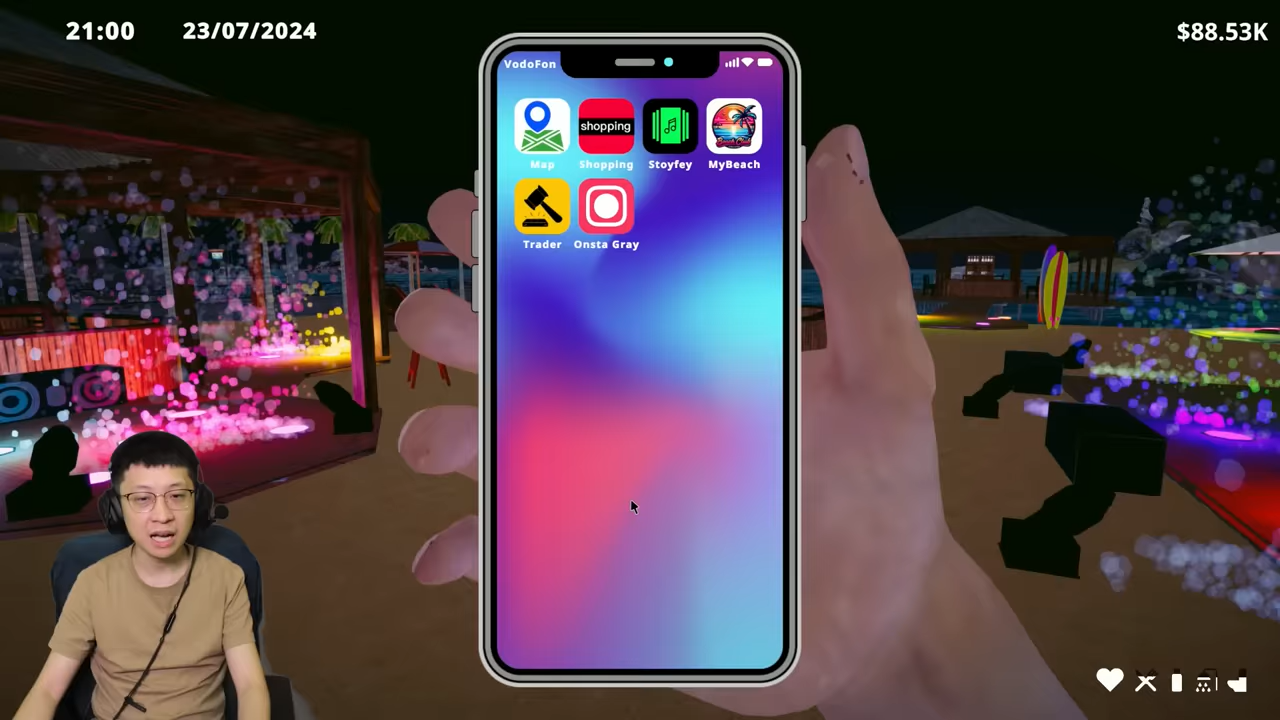 21:00 23/07/2024 $88.53K
VodoFon
shopping
Map Shopping Stoyfey MyBeach
Trader Onsta Gray